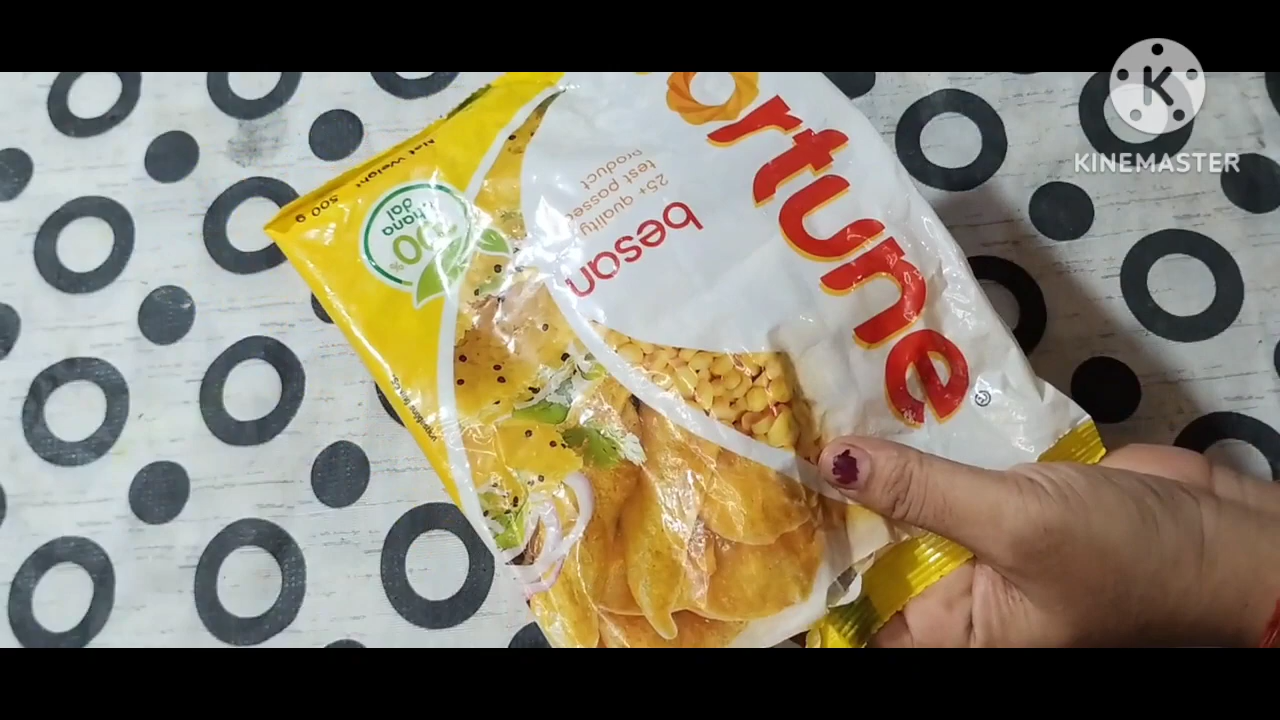 ortune
besan
25+ quality
test passed
product
100%
chana
dal
Net Weight 500 g
KINEMASTER